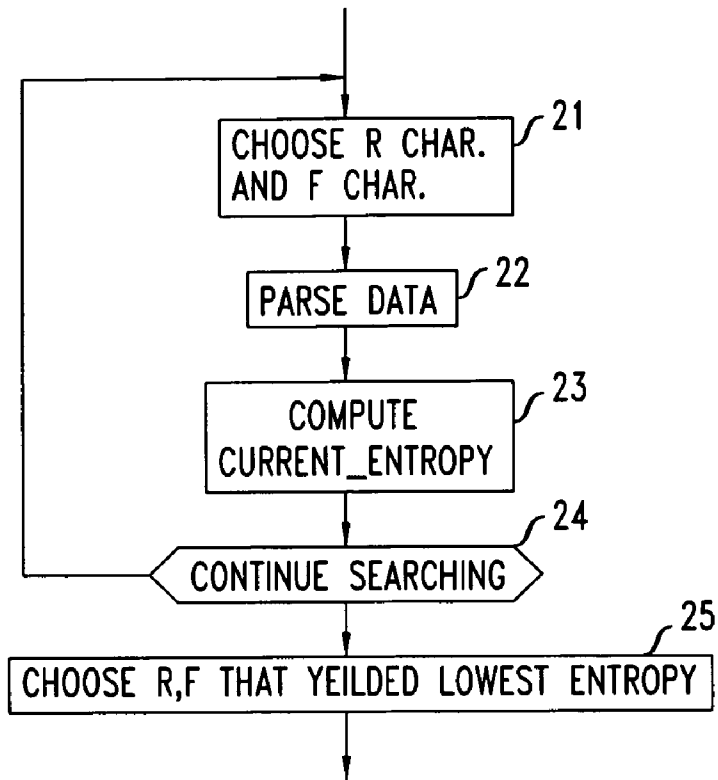 21
CHOOSE R CHAR.
AND F CHAR.
22
PARSE DATA
23
COMPUTE
CURRENT_ENTROPY
24
CONTINUE SEARCHING
25
CHOOSE R,F THAT YEILDED LOWEST ENTROPY